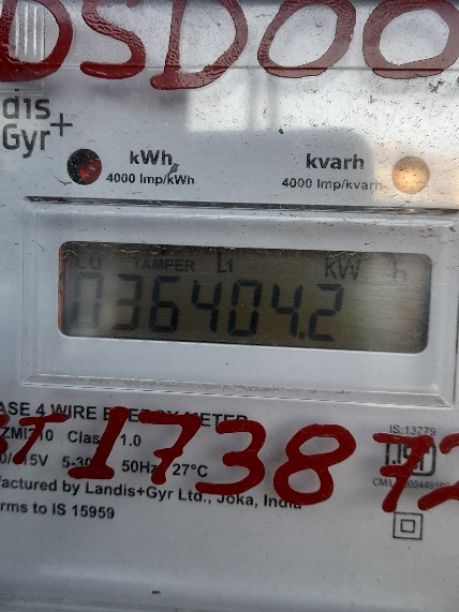 DSD00
dis
Gyr+
kWh kvarh
4000 Imp/kWh 4000 Imp/kvarh
TAMPER L1 KW h
036404.2
ASE 4 WIRE ENERGY METER
IS:13779
T173872
10 Class 1.0
50Hz 27°C
factured by Landis+Gyr Ltd., Joka, India
rms to IS 15959